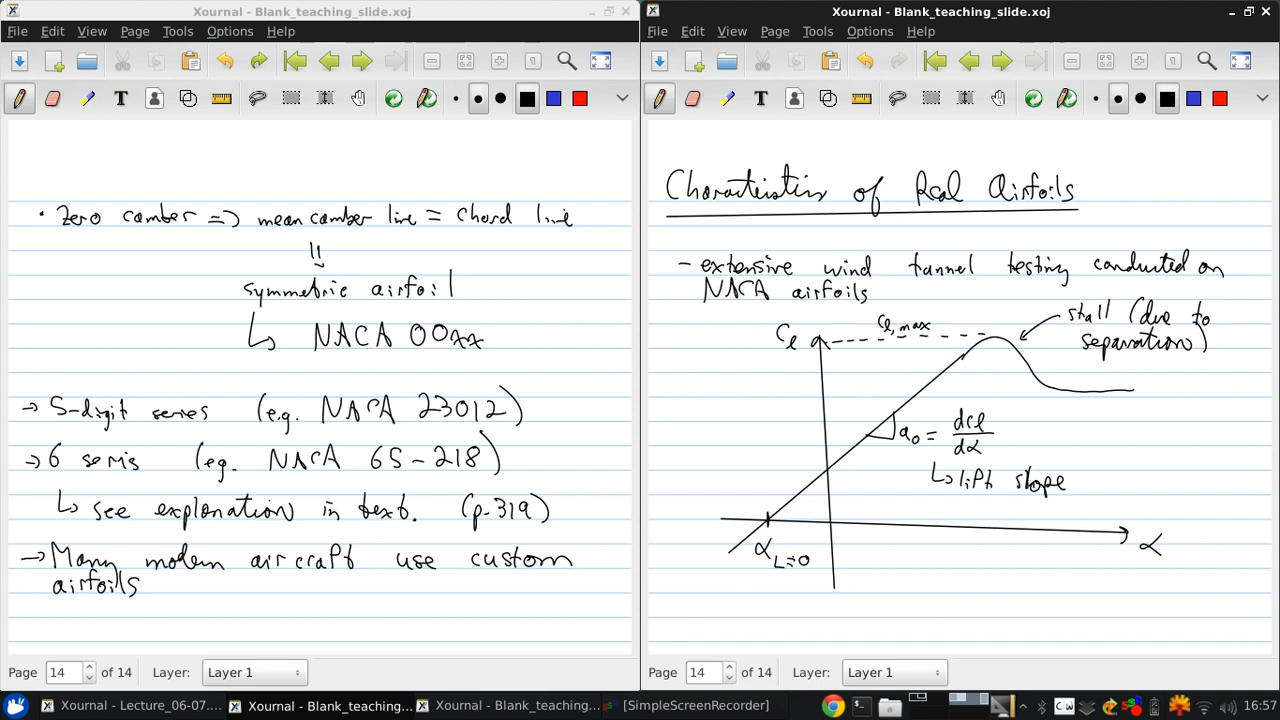 Xournal - Blank_teaching_slide.xoj
File Edit View Page Tools Options Help
• Zero camber => mean camber line = chord line
symmetric airfoil
↳ NACA 00xx
→ 5-digit series (e.g. NACA 23012)
→ 6 series (eg. NACA 65-218)
↳ see explanation in text. (p.319)
→ Many modern aircraft use custom
airfoils
Page 14 of 14 Layer: Layer 1
Xournal - Blank_teaching_slide.xoj
File Edit View Page Tools Options Help
Characteristics of Real Airfoils
- extensive wind tunnel testing conducted on
NACA airfoils
Cl
Cl,max
stall (due to
separation)
a0 = dcl/dα
↳ lift slope
αL=0
α
Page 14 of 14 Layer: Layer 1
Xournal - Lecture_06-07.... Xournal - Blank_teaching... Xournal - Blank_teaching... [SimpleScreenRecorder] 16:57